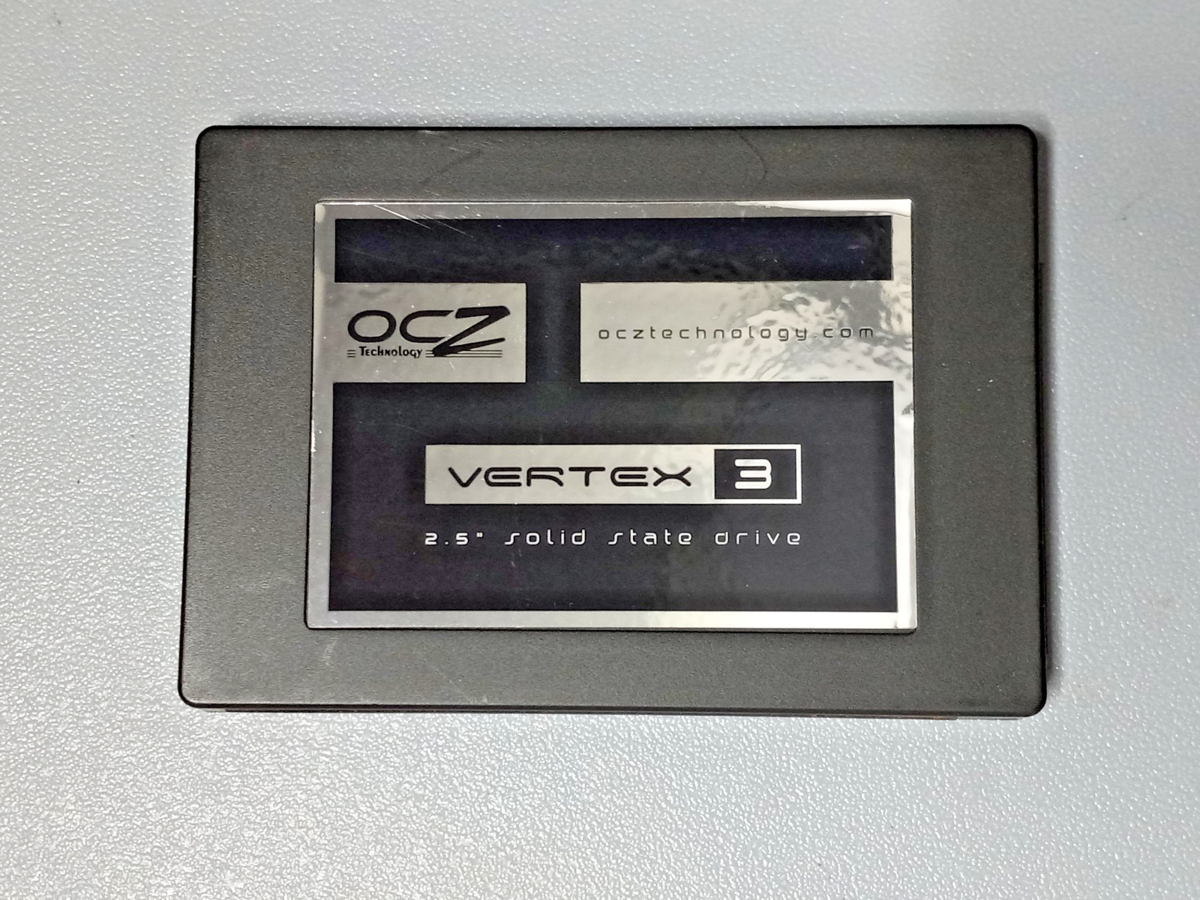 OCZ
Technology
ocztechnology.com
VERTEX 3
2.5" solid state drive